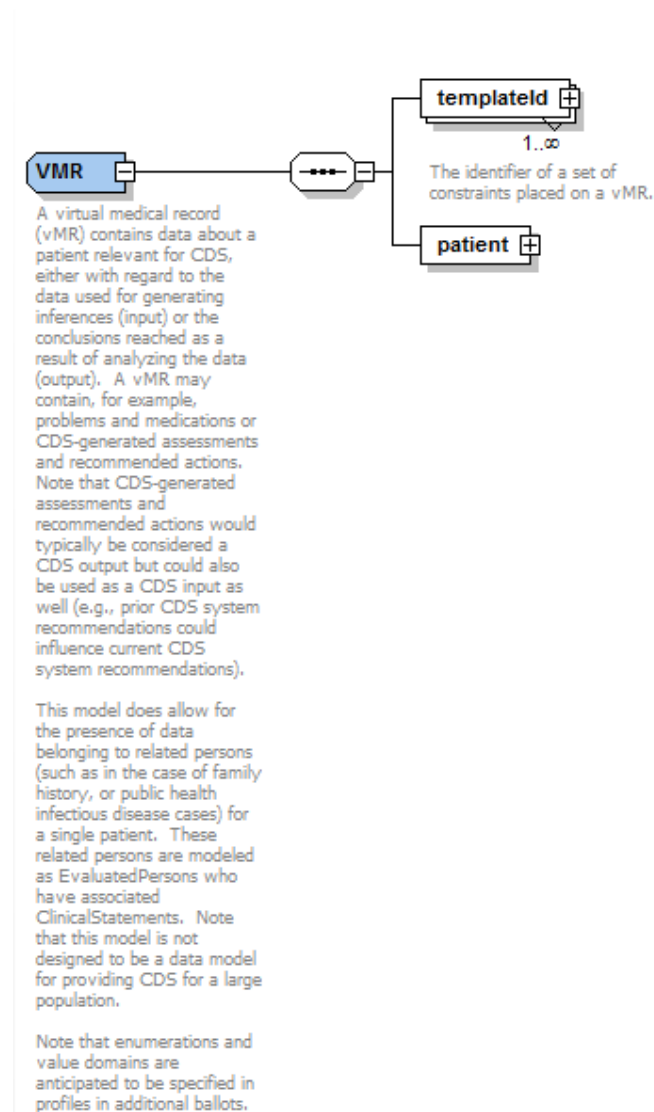 templateId
1..∞
The identifier of a set of
constraints placed on a vMR.
VMR
patient
A virtual medical record
(vMR) contains data about a
patient relevant for CDS,
either with regard to the
data used for generating
inferences (input) or the
conclusions reached as a
result of analyzing the data
(output).  A vMR may
contain, for example,
problems and medications or
CDS-generated assessments
and recommended actions.
Note that CDS-generated
assessments and
recommended actions would
typically be considered a
CDS output but could also
be used as a CDS input as
well (e.g., prior CDS system
recommendations could
influence current CDS
system recommendations).
This model does allow for
the presence of data
belonging to related persons
(such as in the case of family
history, or public health
infectious disease cases) for
a single patient.  These
related persons are modeled
as EvaluatedPersons who
have associated
ClinicalStatements.  Note
that this model is not
designed to be a data model
for providing CDS for a large
population.
Note that enumerations and
value domains are
anticipated to be specified in
profiles in additional ballots.